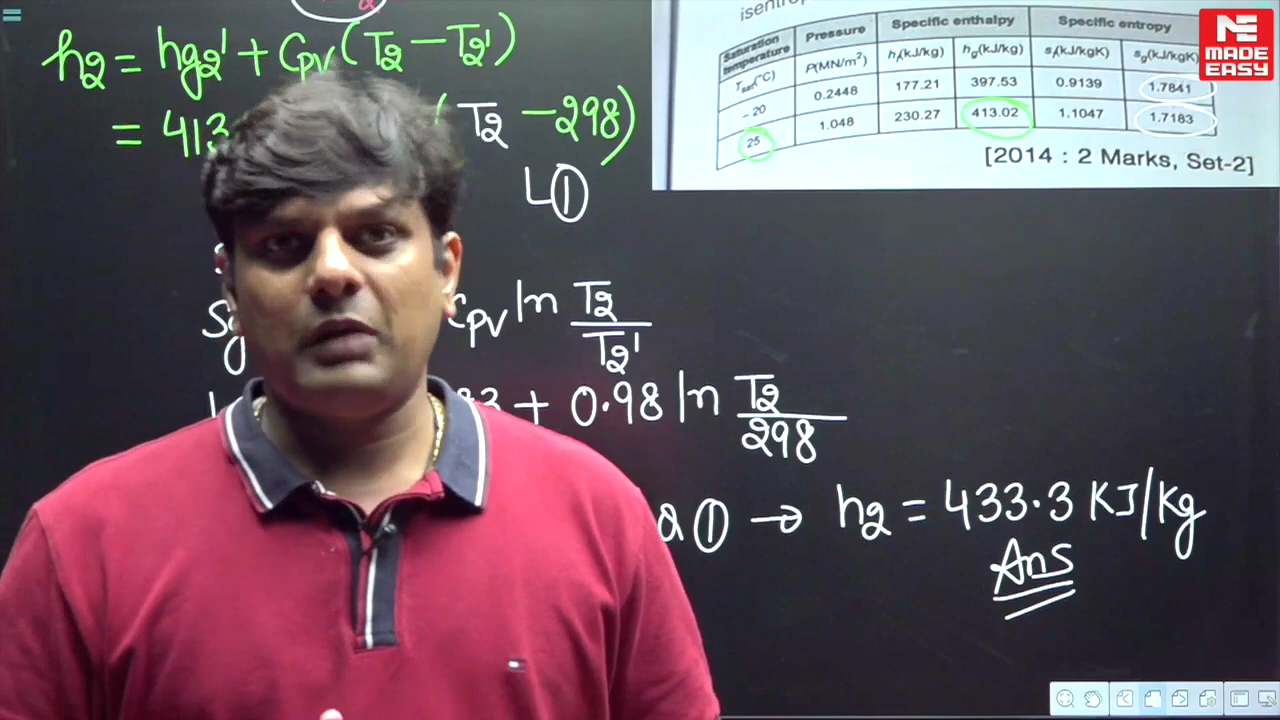 h₂ = hg₂' + Cpv (T₂ − T₂')
= 413 (T₂ − 298)
L①
Cpv ln T₂/T₂'
83 + 0.98 ln T₂/298
① → h₂ = 433.3 KJ/Kg
Ans
Saturation temperature Pressure Specific enthalpy Specific entropy
Tsat(°C) P(MN/m²) hf(kJ/kg) hg(kJ/kg) sf(kJ/kgK) sg(kJ/kgK)
−20 0.2448 177.21 397.53 0.9139 1.7841
25 1.048 230.27 413.02 1.1047 1.7183
[2014 : 2 Marks, Set-2]
ME
MADE
EASY